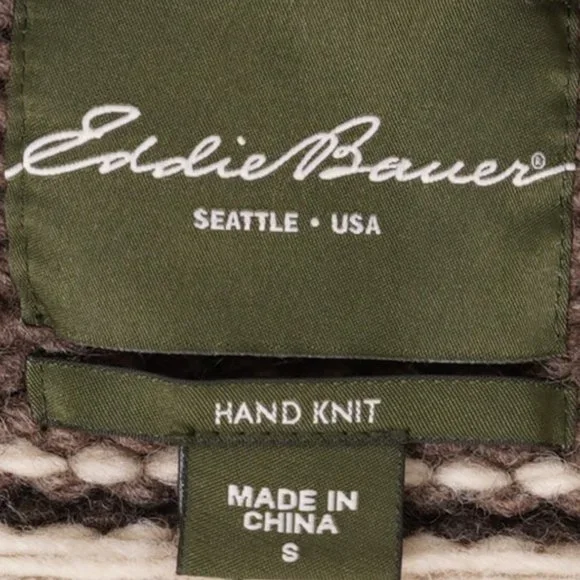 Eddie Bauer®
SEATTLE • USA
HAND KNIT
MADE IN
CHINA
S